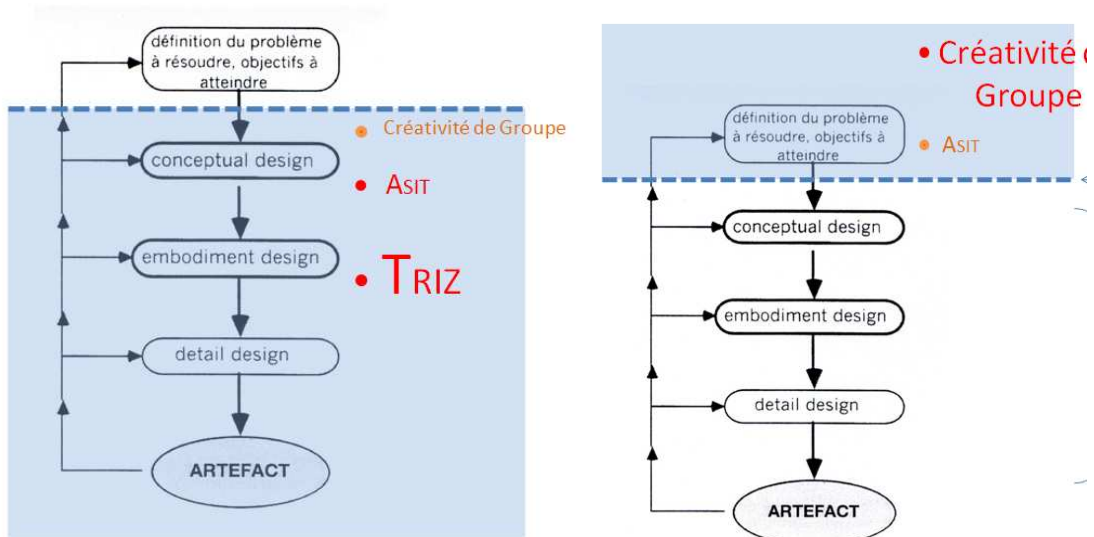 définition du problème
à résoudre, objectifs à
atteindre
• Créativité de Groupe
conceptual design
• ASIT
embodiment design
• TRIZ
detail design
ARTEFACT
• Créativité
Groupe
définition du problème
à résoudre, objectifs à
atteindre
• ASIT
conceptual design
embodiment design
detail design
ARTEFACT